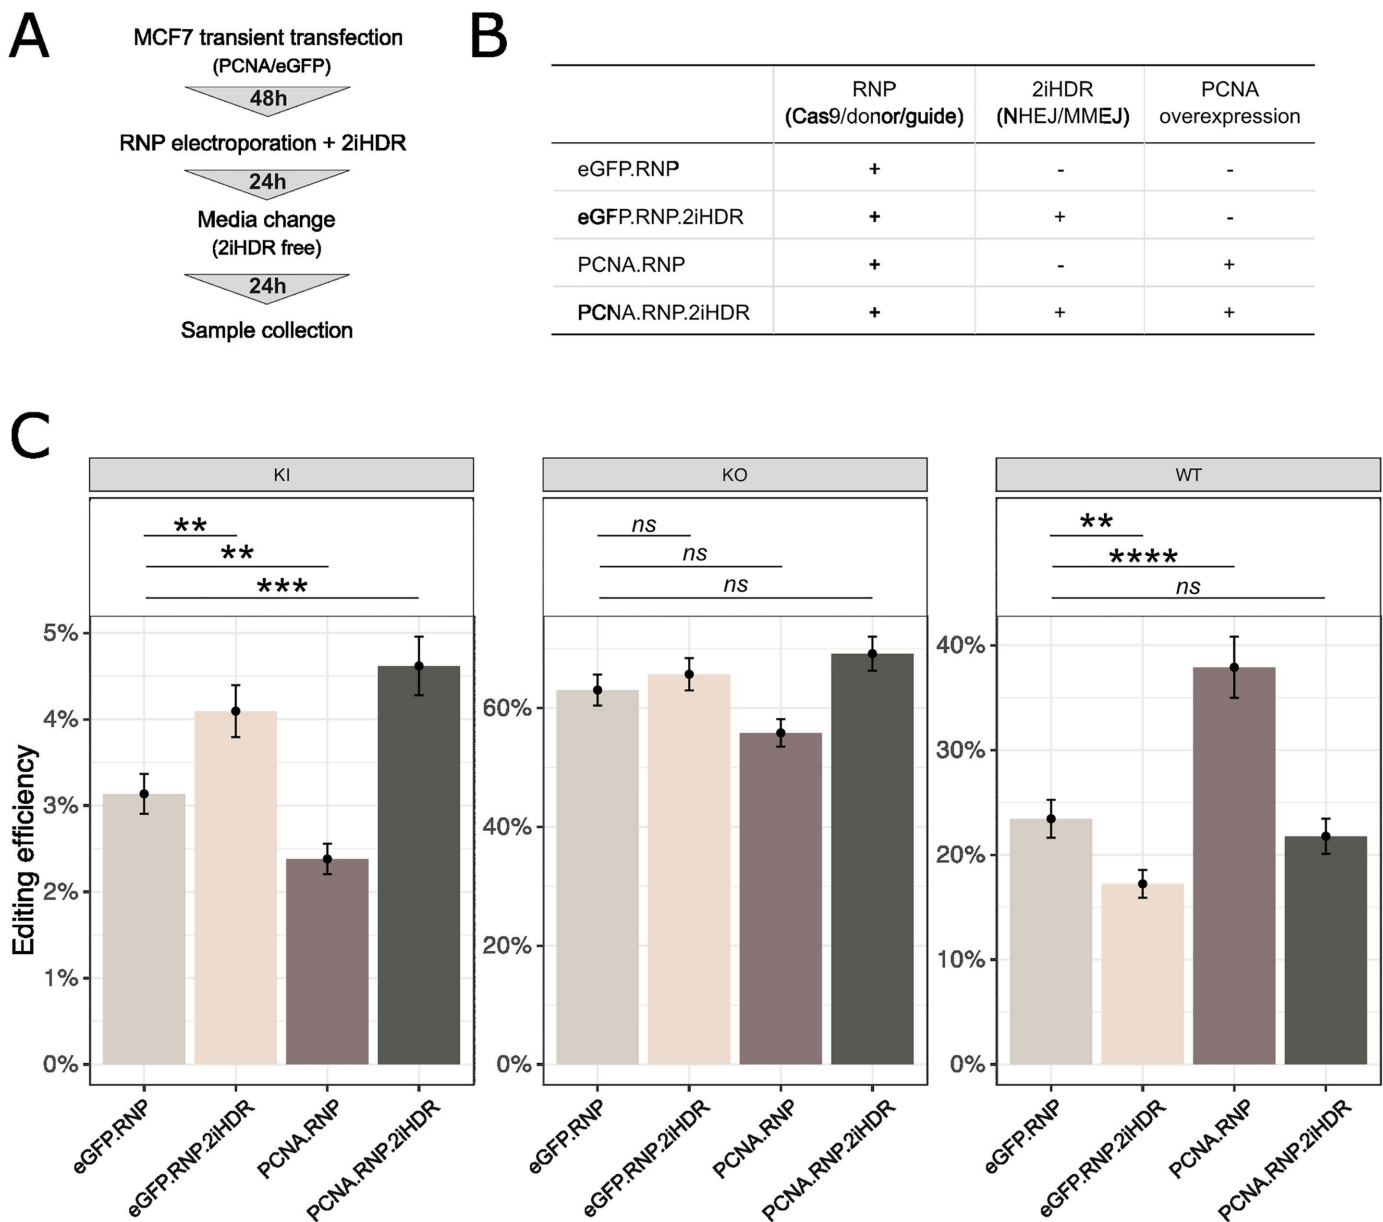 A
MCF7 transient transfection
(PCNA/eGFP)
48h
RNP electroporation + 2iHDR
24h
Media change
(2iHDR free)
24h
Sample collection
B
RNP 2iHDR PCNA
(Cas9/donor/guide) (NHEJ/MMEJ) overexpression
eGFP.RNP + - -
eGFP.RNP.2iHDR + + -
PCNA.RNP + - +
PCNA.RNP.2iHDR + + +
C
Editing efficiency
KI
**
**
***
5%
4%
3%
2%
1%
0%
eGFP.RNP
eGFP.RNP.2iHDR
PCNA.RNP
PCNA.RNP.2iHDR
KO
ns
ns
ns
60%
40%
20%
0%
eGFP.RNP
eGFP.RNP.2iHDR
PCNA.RNP
PCNA.RNP.2iHDR
WT
**
****
ns
40%
30%
20%
10%
0%
eGFP.RNP
eGFP.RNP.2iHDR
PCNA.RNP
PCNA.RNP.2iHDR